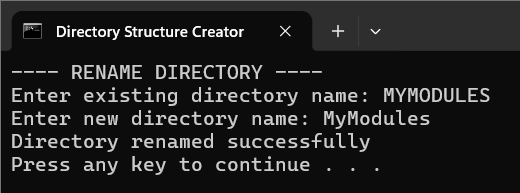 Directory Structure Creator
---- RENAME DIRECTORY ----
Enter existing directory name: MYMODULES
Enter new directory name: MyModules
Directory renamed successfully
Press any key to continue . . .